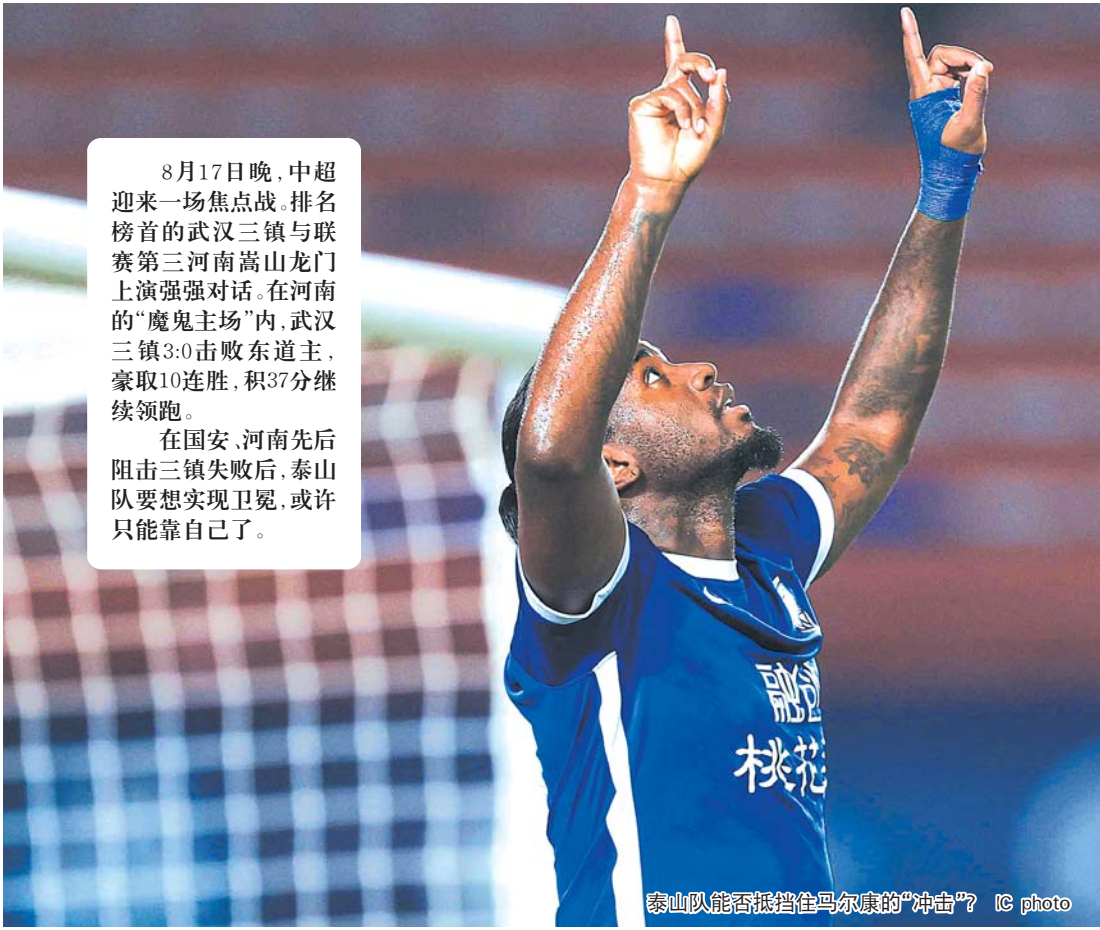 8月17日晚，中超
迎来一场焦点战。排名
榜首的武汉三镇与联
赛第三河南嵩山龙门
上演强强对话。在河南
的“魔鬼主场”内，武汉
三镇3:0击败东道主，
豪取10连胜，积37分继
续领跑。
在国安、河南先后
阻击三镇失败后，泰山
队要想实现卫冕，或许
只能靠自己了。
融创
桃花
泰山队能否抵挡住马尔康的“冲击”？ IC photo